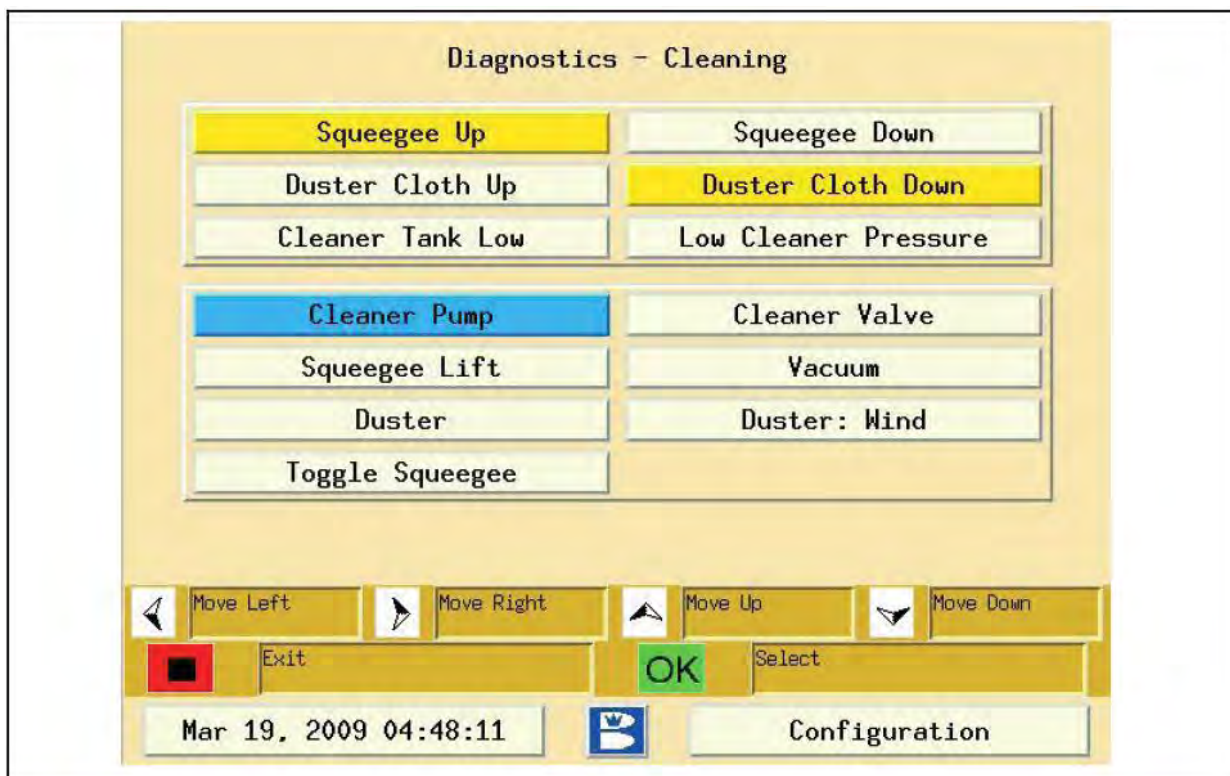 Diagnostics - Cleaning
Squeegee Up
Squeegee Down
Duster Cloth Up
Duster Cloth Down
Cleaner Tank Low
Low Cleaner Pressure
Cleaner Pump
Cleaner Valve
Squeegee Lift
Vacuum
Duster
Duster: Wind
Toggle Squeegee
Move Left
Move Right
Move Up
Move Down
Exit
OK
Select
Mar 19, 2009 04:48:11
B
Configuration